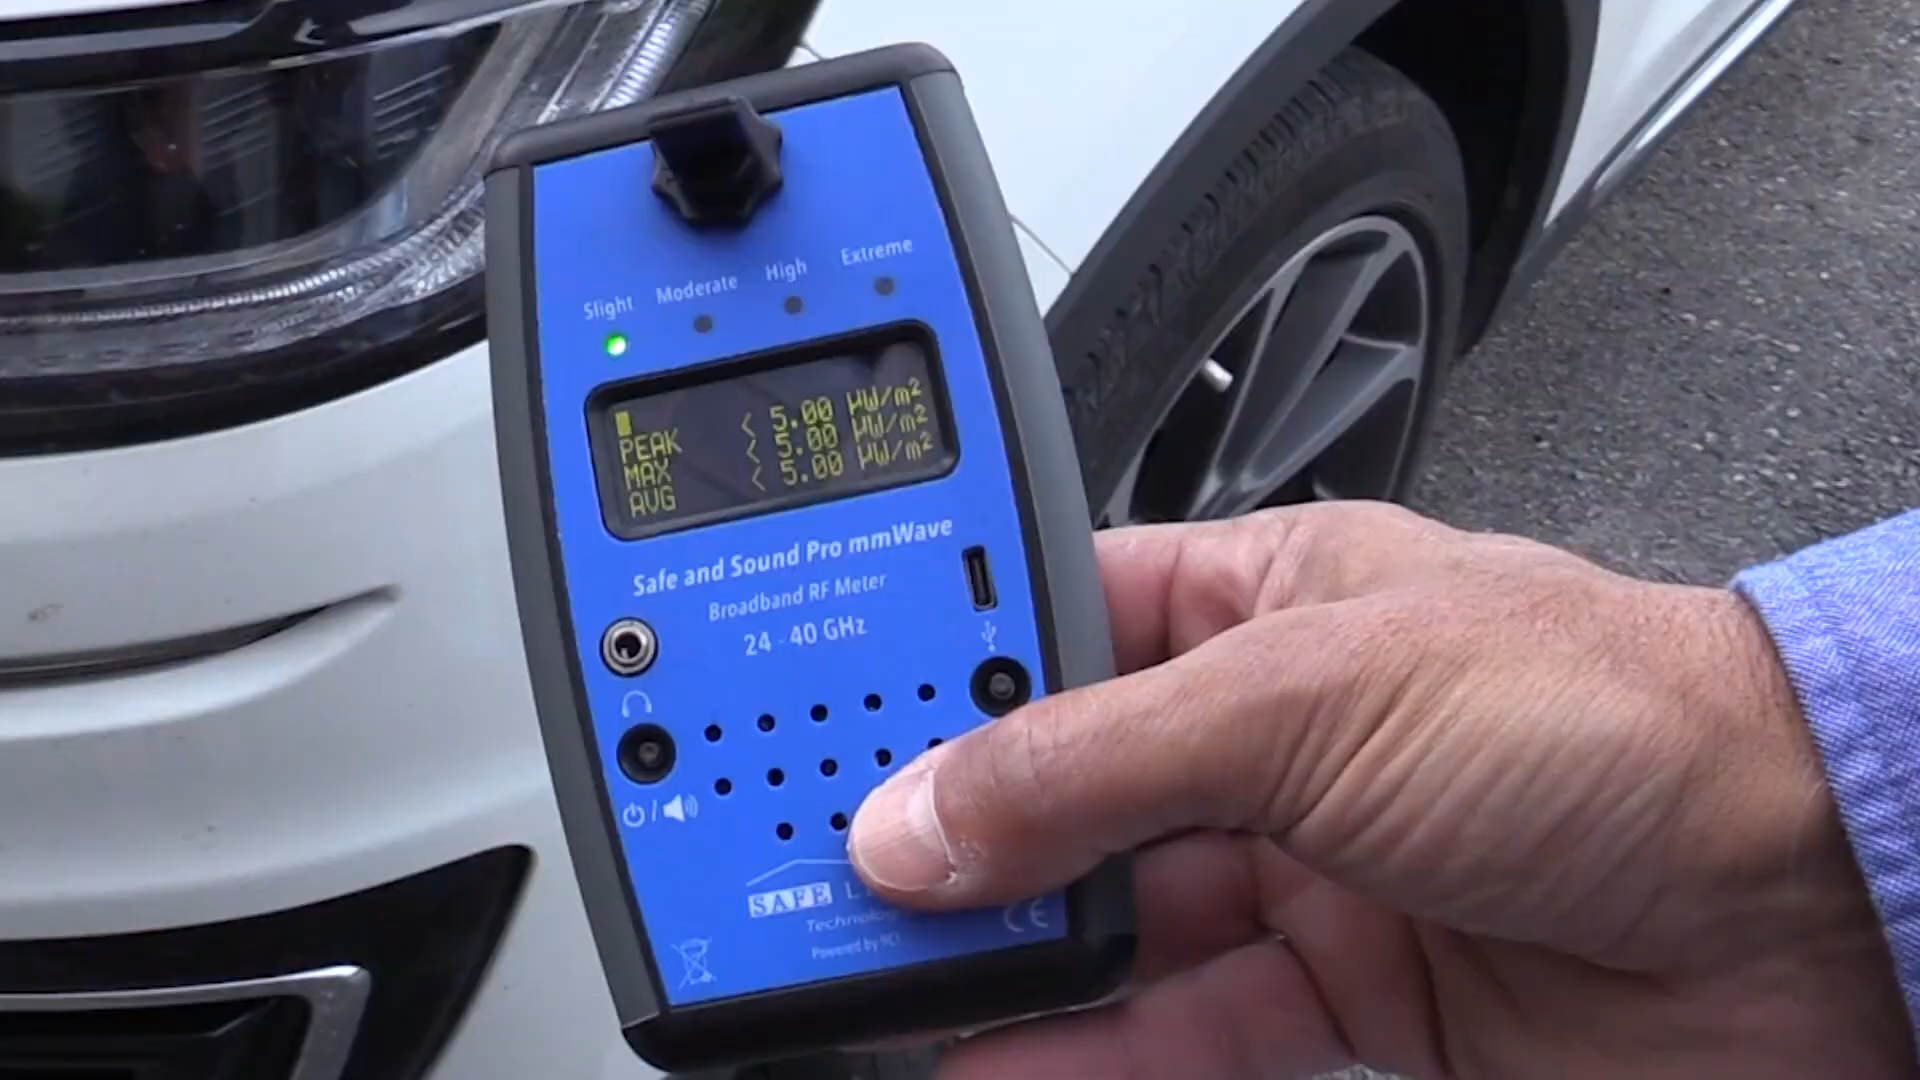 Slight Moderate High Extreme
< 5.00 µW/m²
PEAK < 5.00 µW/m²
MAX < 5.00 µW/m²
AVG
Safe and Sound Pro mmWave
Broadband RF Meter
24 - 40 GHz
SAFE
Powered by
CE